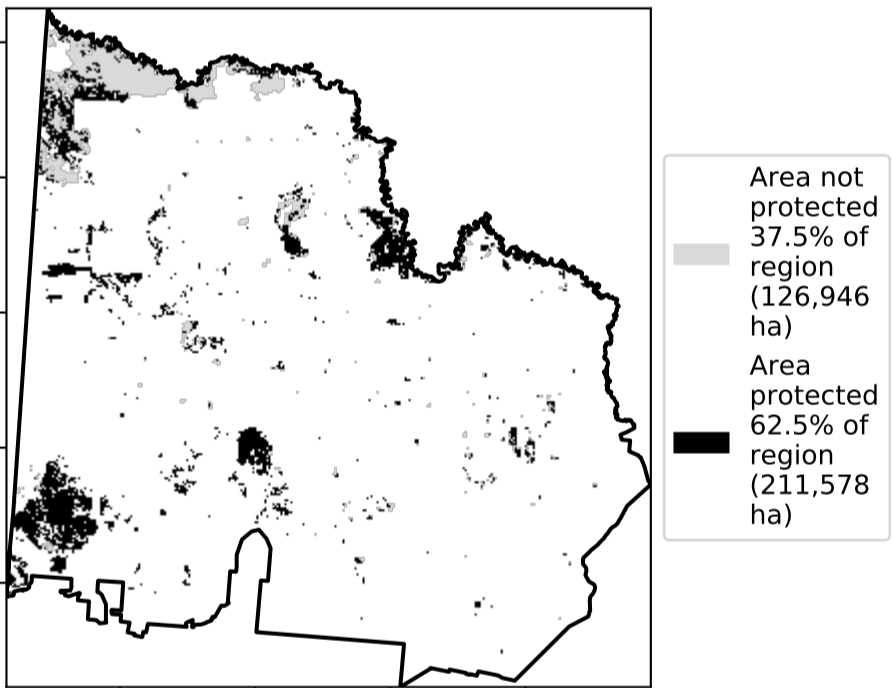 Area not
protected
37.5% of
region
(126,946
ha)
Area
protected
62.5% of
region
(211,578
ha)